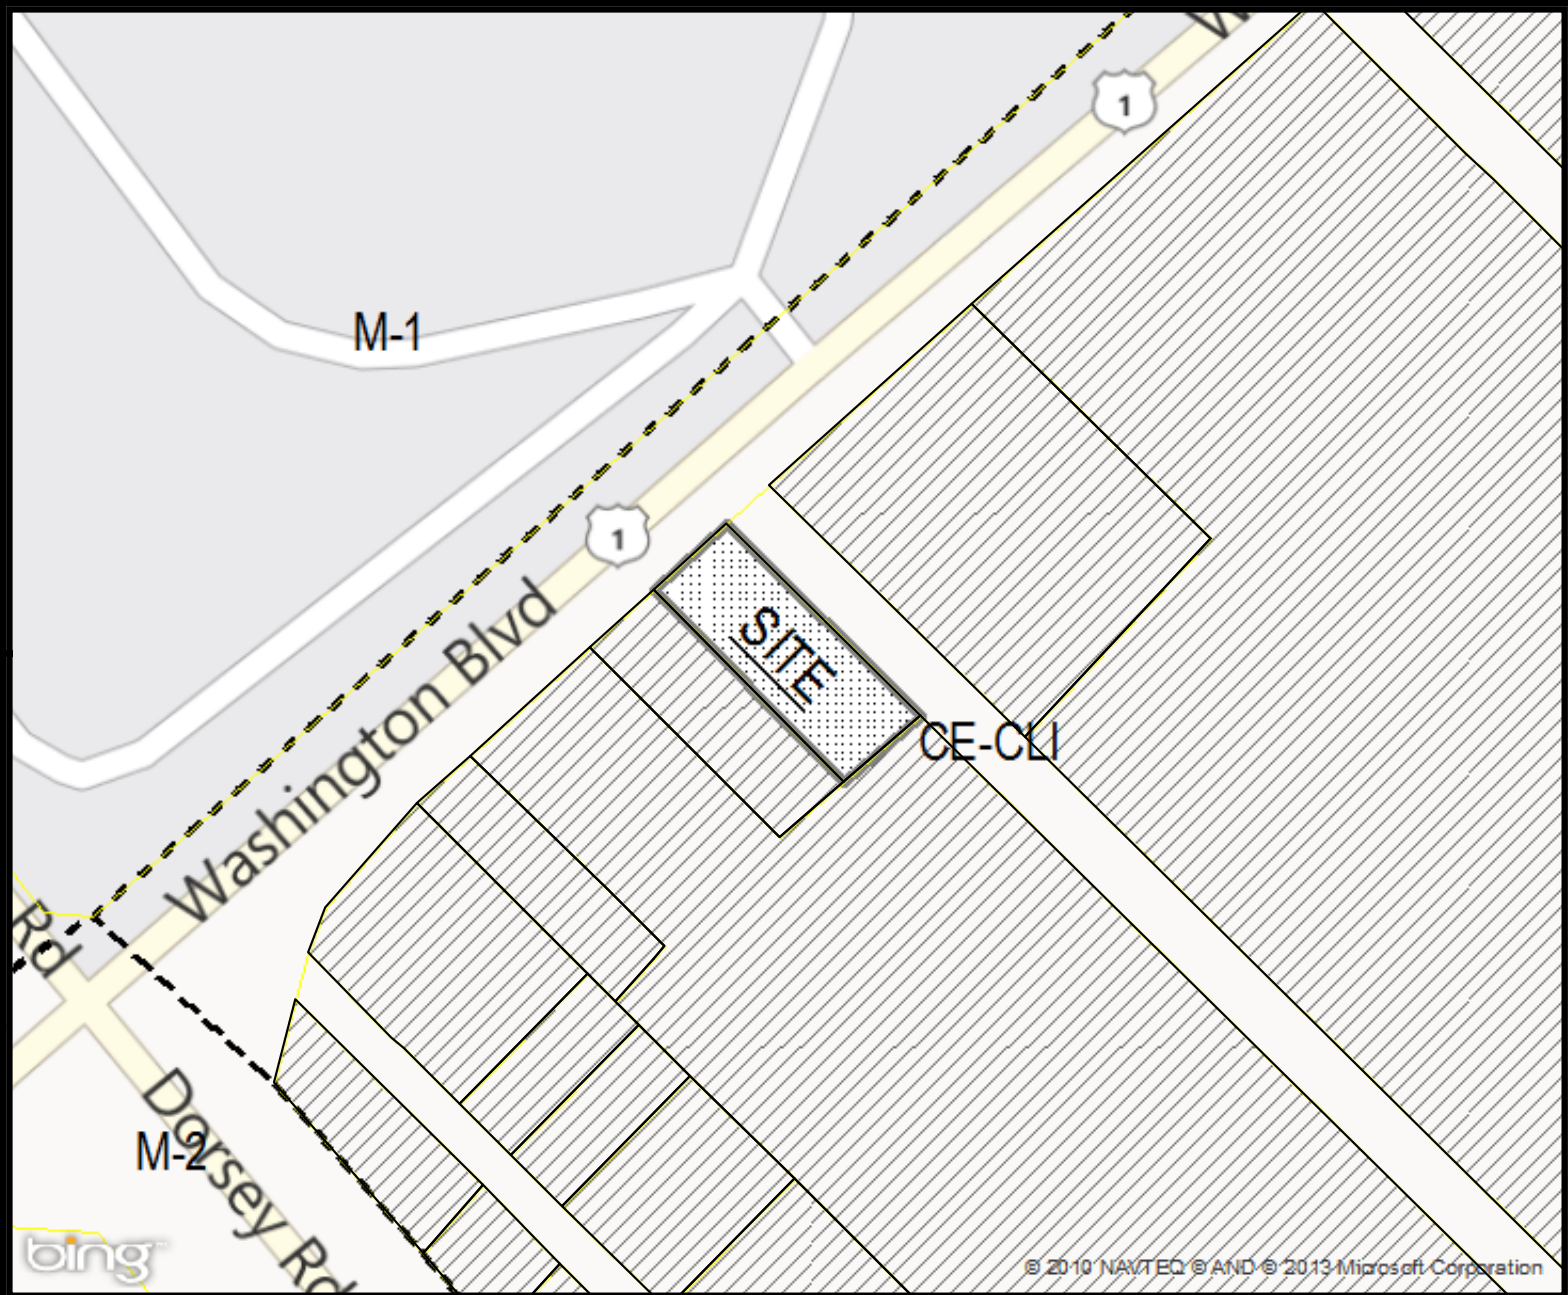 W
1
M-1
1
SITE
Washington Blvd
CE-CLI
Rd
Dorsey Rd
M-2
bing
© 2010 NAVTEQ © AND © 2013 Microsoft Corporation